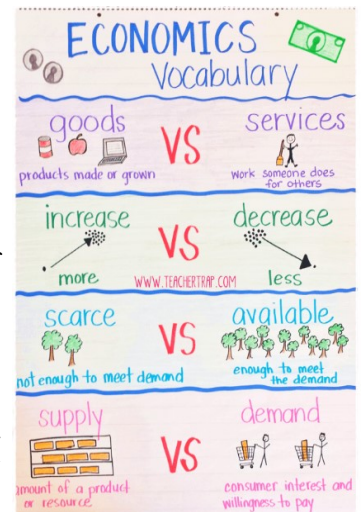 ECONOMICS
Vocabulary
goods VS services
products made or grown
work someone does
for others
increase VS decrease
more
WWW.TEACHERTRAP.COM
less
scarce VS available
not enough to meet demand
enough to meet
the demand
supply VS demand
amount of a product
or resource
consumer interest and
willingness to pay